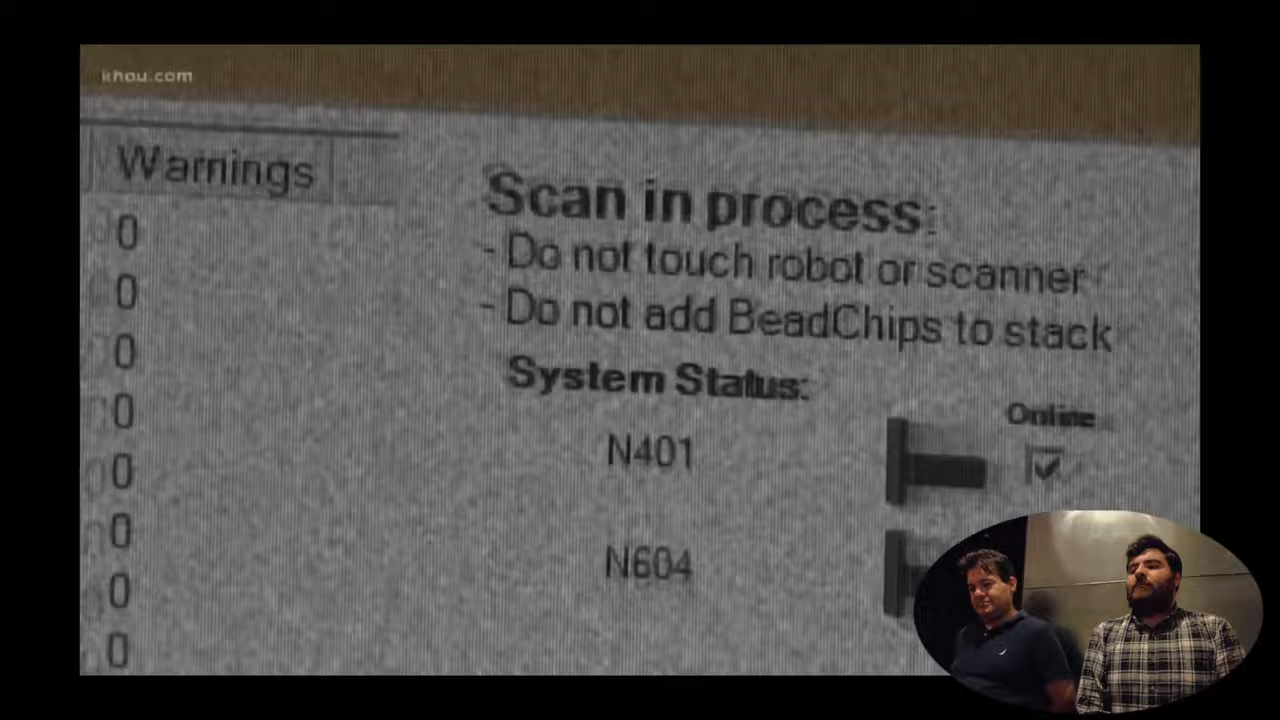 khou.com
Warnings
0
0
0
0
0
0
0
0
Scan in process:
- Do not touch robot or scanner
- Do not add BeadChips to stack
System Status:
Online
N401
N604